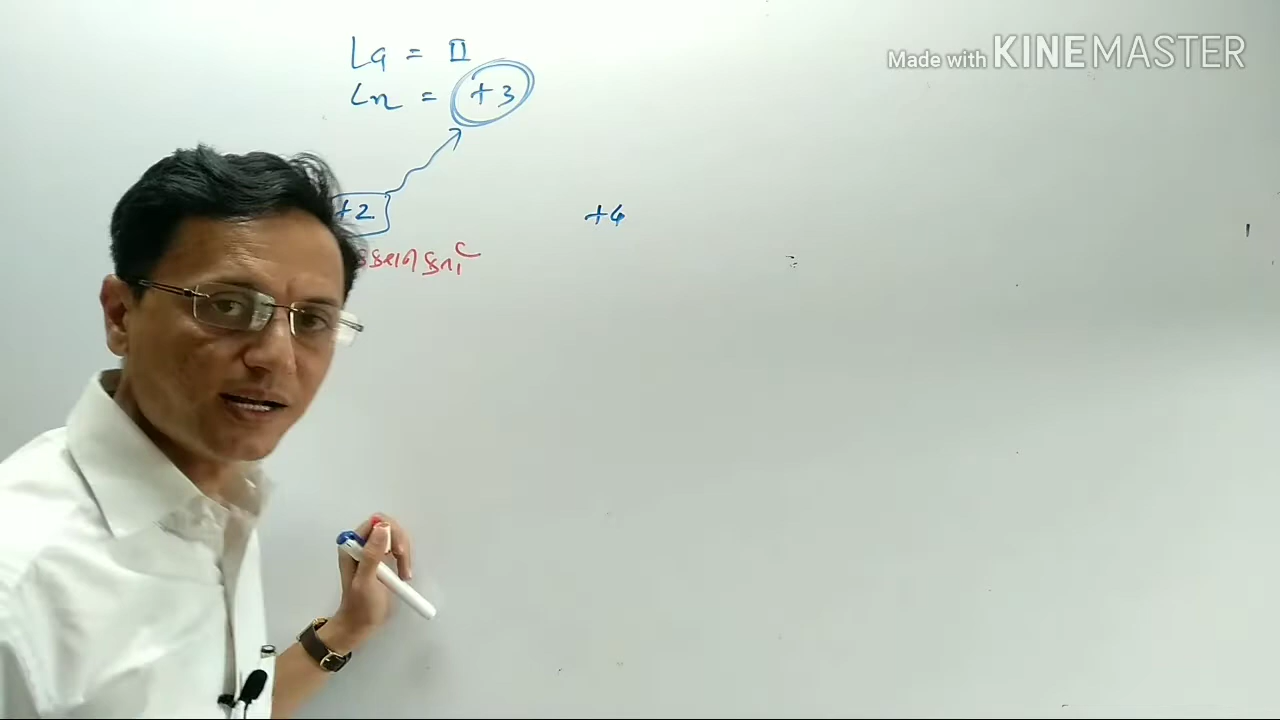 Made with KINEMASTER
La = II
Ln = +3
+2
+4